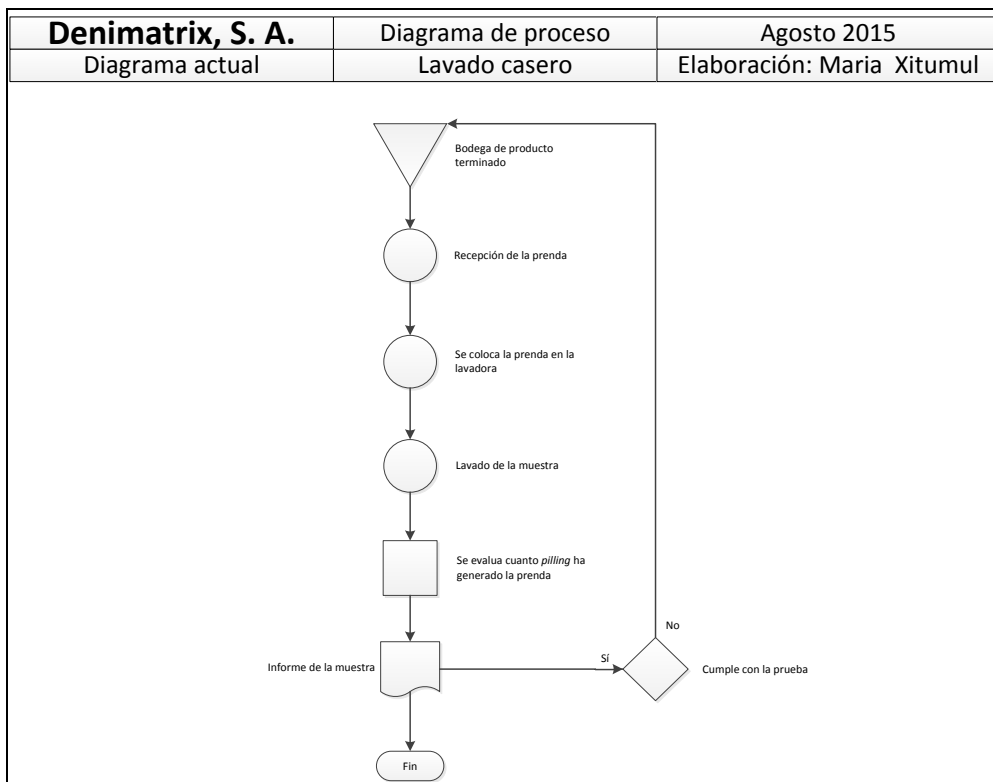 Denimatrix, S. A.
Diagrama de proceso
Agosto 2015
Diagrama actual
Lavado casero
Elaboración: Maria Xitumul
Bodega de producto
terminado
Recepción de la prenda
Se coloca la prenda en la
lavadora
Lavado de la muestra
Se evalua cuanto pilling ha
generado la prenda
No
Informe de la muestra
Sí
Cumple con la prueba
Fin